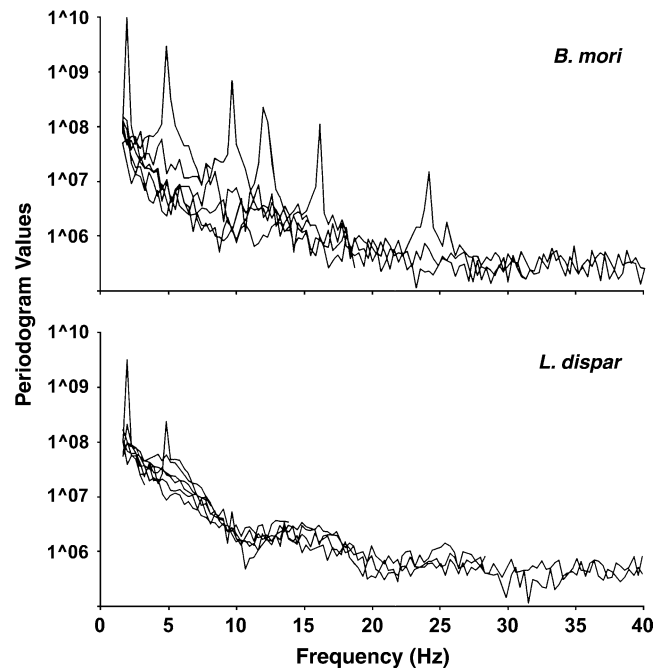 1^10
B. mori
1^09
1^08
1^07
1^06
Periodogram Values
1^10
L. dispar
1^09
1^08
1^07
1^06
0 5 10 15 20 25 30 35 40
Frequency (Hz)